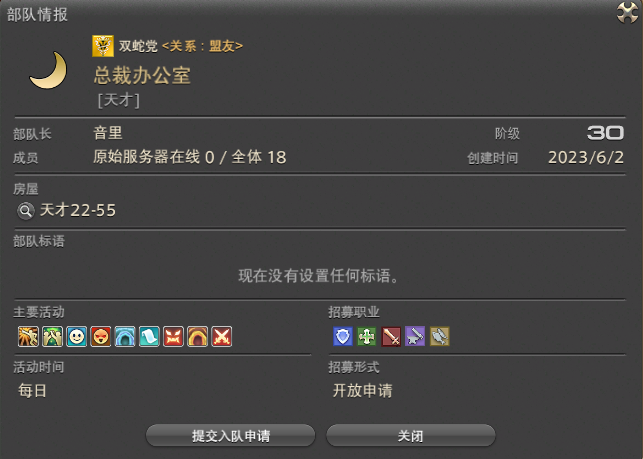 部队情报
双蛇党 <关系：盟友>
总裁办公室
[天才]
部队长 音里 阶级 30
成员 原始服务器在线 0 / 全体 18 创建时间 2023/6/2
房屋
天才22-55
部队标语
现在没有设置任何标语。
主要活动 招募职业
活动时间 招募形式
每日 开放申请
提交入队申请 关闭